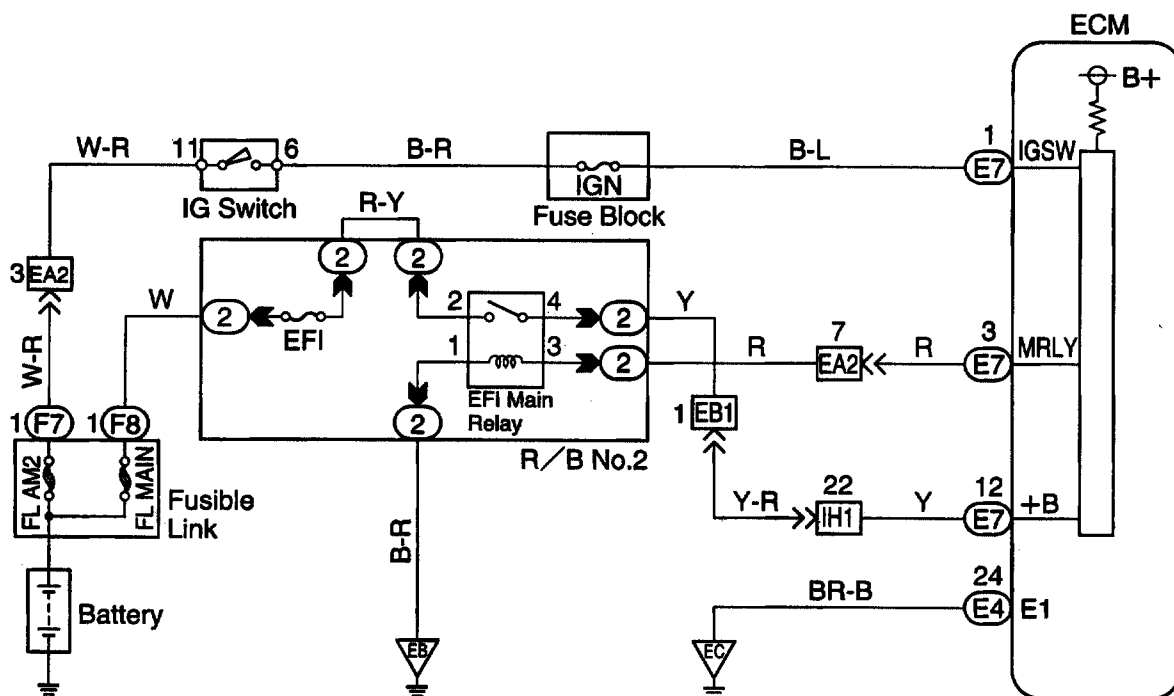 ECM
B+
W-R
11
6
B-R
B-L
1
E7
IGSW
IG Switch
IGN
Fuse Block
R-Y
2
2
3
EA2
W
2
EFI
2
4
2
Y
1
3
2
R
7
EA2
R
3
E7
MRLY
W-R
EFI Main
Relay
2
R/B No.2
1
EB1
1
F7
1
F8
FL AM2
FL MAIN
Fusible
Link
Y-R
22
IH1
Y
12
E7
+B
B-R
Battery
BR-B
24
E4
E1
EB
EC